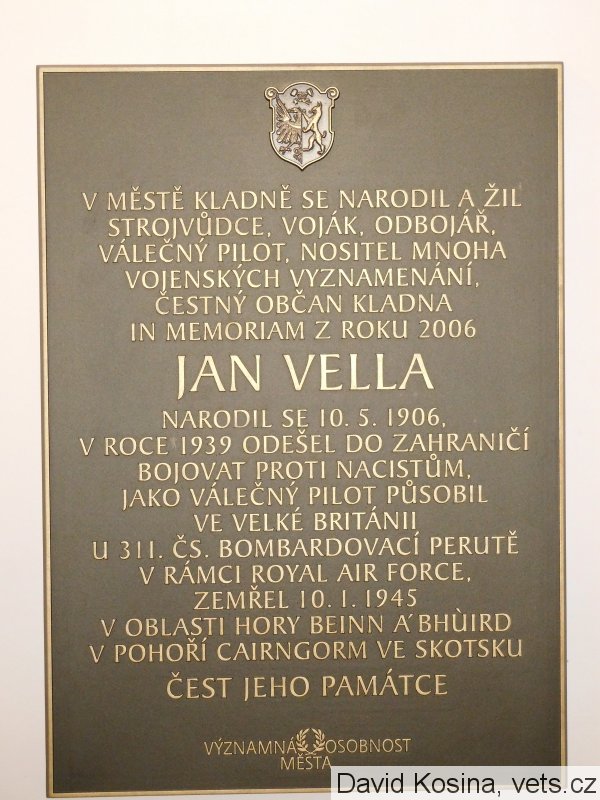 V MĚSTĚ KLADNĚ SE NARODIL A ŽIL
STROJVŮDCE, VOJÁK, ODBOJÁŘ,
VÁLEČNÝ PILOT, NOSITEL MNOHA
VOJENSKÝCH VYZNAMENÁNÍ,
ČESTNÝ OBČAN KLADNA
IN MEMORIAM Z ROKU 2006
JAN VELLA
NARODIL SE 10. 5. 1906,
V ROCE 1939 ODEŠEL DO ZAHRANIČÍ
BOJOVAT PROTI NACISTŮM,
JAKO VÁLEČNÝ PILOT PŮSOBIL
VE VELKÉ BRITÁNII
U 311. ČS. BOMBARDOVACÍ PERUTĚ
V RÁMCI ROYAL AIR FORCE,
ZEMŘEL 10. 1. 1945
V OBLASTI HORY BEINN A´BHÙIRD
V POHOŘÍ CAIRNGORM VE SKOTSKU
ČEST JEHO PAMÁTCE
VÝZNAMNÁ OSOBNOST
MĚSTA
David Kosina, vets.cz